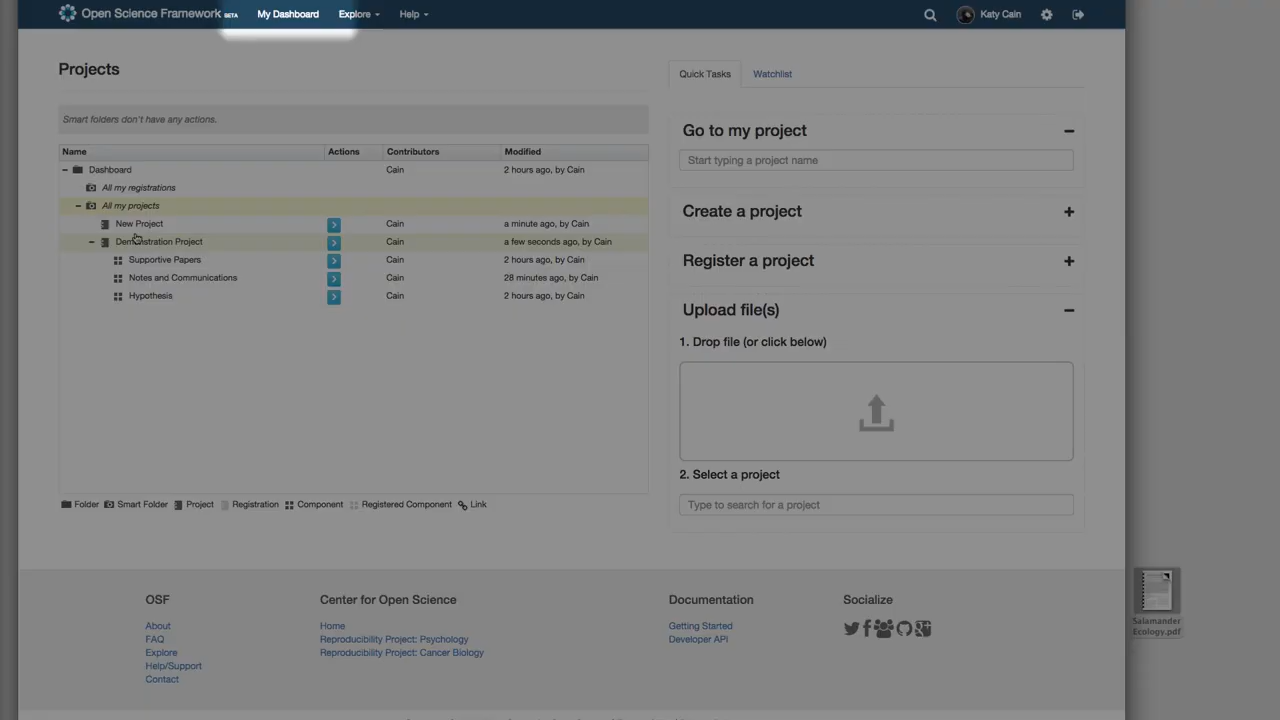 Open Science Framework BETA My Dashboard Explore Help Katy Cain
Projects
Quick Tasks Watchlist
Smart folders don't have any actions.
Go to my project
Start typing a project name
Name Actions Contributors Modified
Dashboard Cain 2 hours ago, by Cain
All my registrations
All my projects
New Project Cain a minute ago, by Cain
Demonstration Project Cain a few seconds ago, by Cain
Supportive Papers Cain 2 hours ago, by Cain
Notes and Communications Cain 28 minutes ago, by Cain
Hypothesis Cain 2 hours ago, by Cain
Create a project
Register a project
Upload file(s)
1. Drop file (or click below)
2. Select a project
Type to search for a project
Folder Smart Folder Project Registration Component Registered Component Link
OSF
About
FAQ
Explore
Help/Support
Contact
Center for Open Science
Home
Reproducibility Project: Psychology
Reproducibility Project: Cancer Biology
Documentation
Getting Started
Developer API
Socialize
Salamander
Ecology.pdf